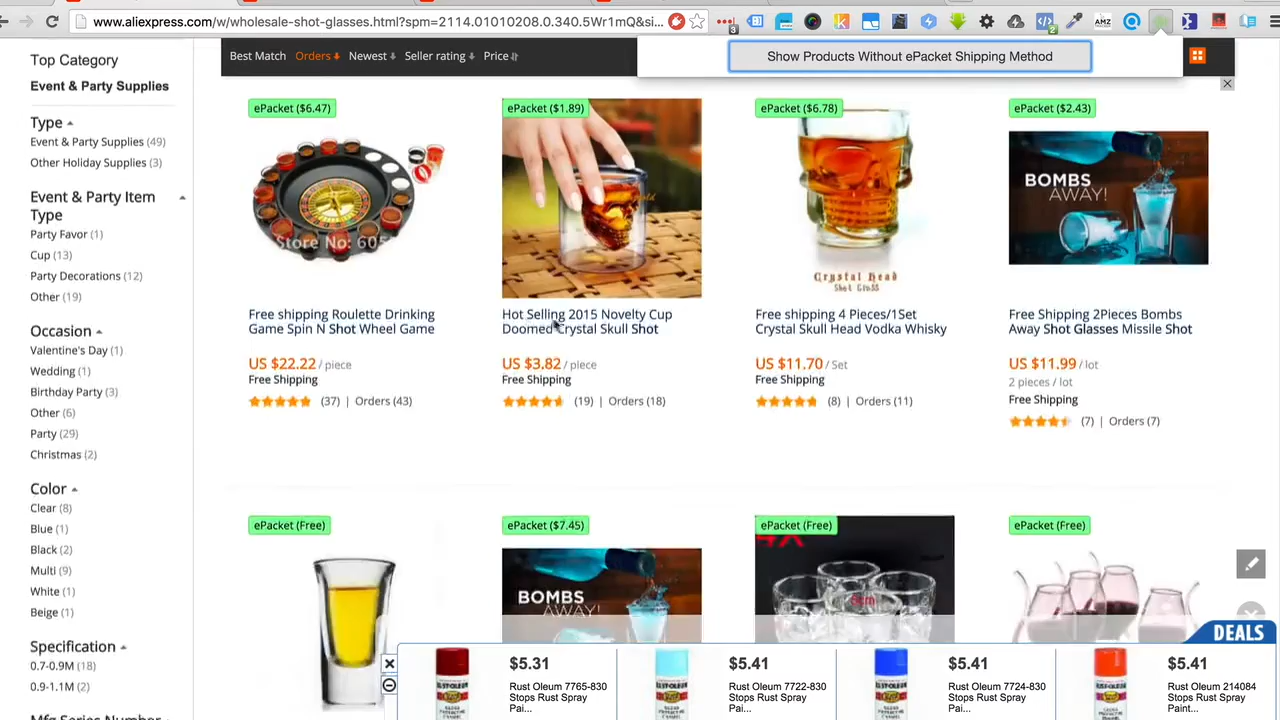 www.aliexpress.com/w/wholesale-shot-glasses.html?spm=2114.01010208.0.340.5Wr1mQ&si...
3
2
AMZ
Top Category
Event & Party Supplies
Type
Event & Party Supplies (49)
Other Holiday Supplies (3)
Event & Party Item
Type
Party Favor (1)
Cup (13)
Party Decorations (12)
Other (19)
Occasion
Valentine's Day (1)
Wedding (1)
Birthday Party (3)
Other (6)
Party (29)
Christmas (2)
Color
Clear (8)
Blue (1)
Black (2)
Multi (9)
White (1)
Beige (1)
Specification
0.7-0.9M (18)
0.9-1.1M (2)
Mfg Series Number
Best Match Orders Newest Seller rating Price
Show Products Without ePacket Shipping Method
ePacket ($6.47)
Store No: 605
Free shipping Roulette Drinking
Game Spin N Shot Wheel Game
US $22.22 / piece
Free Shipping
(37) | Orders (43)
ePacket ($1.89)
Hot Selling 2015 Novelty Cup
Doomed Crystal Skull Shot
US $3.82 / piece
Free Shipping
(19) | Orders (18)
ePacket ($6.78)
Crystal Head
Shot Glass
Free shipping 4 Pieces/1Set
Crystal Skull Head Vodka Whisky
US $11.70 / Set
Free Shipping
(8) | Orders (11)
ePacket ($2.43)
BOMBS
AWAY!
Free Shipping 2Pieces Bombs
Away Shot Glasses Missile Shot
US $11.99 / lot
2 pieces / lot
Free Shipping
(7) | Orders (7)
ePacket (Free)
ePacket ($7.45)
BOMBS
AWAY!
ePacket (Free)
4X
ePacket (Free)
DEALS
$5.31
Rust Oleum 7765-830
Stops Rust Spray
Pai...
$5.41
Rust Oleum 7722-830
Stops Rust Spray
Pai...
$5.41
Rust Oleum 7724-830
Stops Rust Spray
Pai...
$5.41
Rust Oleum 214084
Stops Rust Spray
Paint...